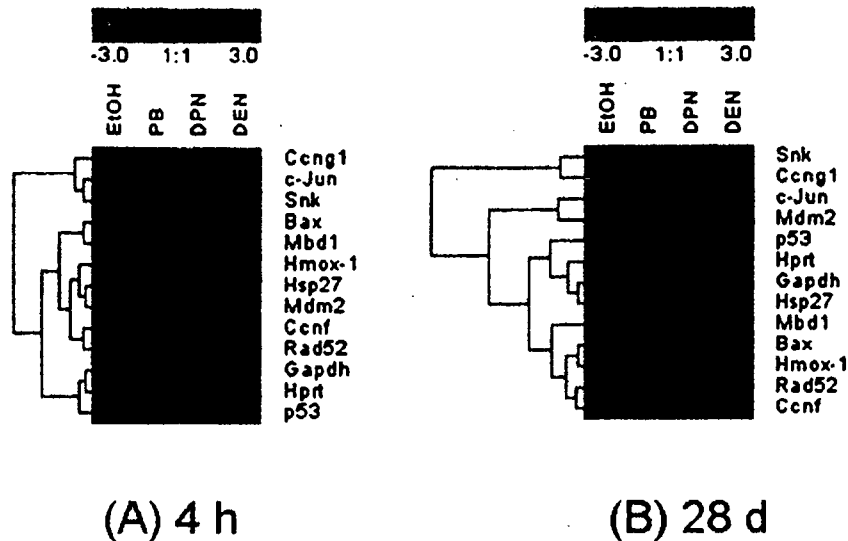 -3.0 1:1 3.0
EtOH PB DPN DEN
Ccng1
c-Jun
Snk
Bax
Mbd1
Hmox-1
Hsp27
Mdm2
Ccnf
Rad52
Gapdh
Hprt
p53
(A) 4 h
-3.0 1:1 3.0
EtOH PB DPN DEN
Snk
Ccng1
c-Jun
Mdm2
p53
Hprt
Gapdh
Hsp27
Mbd1
Bax
Hmox-1
Rad52
Ccnf
(B) 28 d